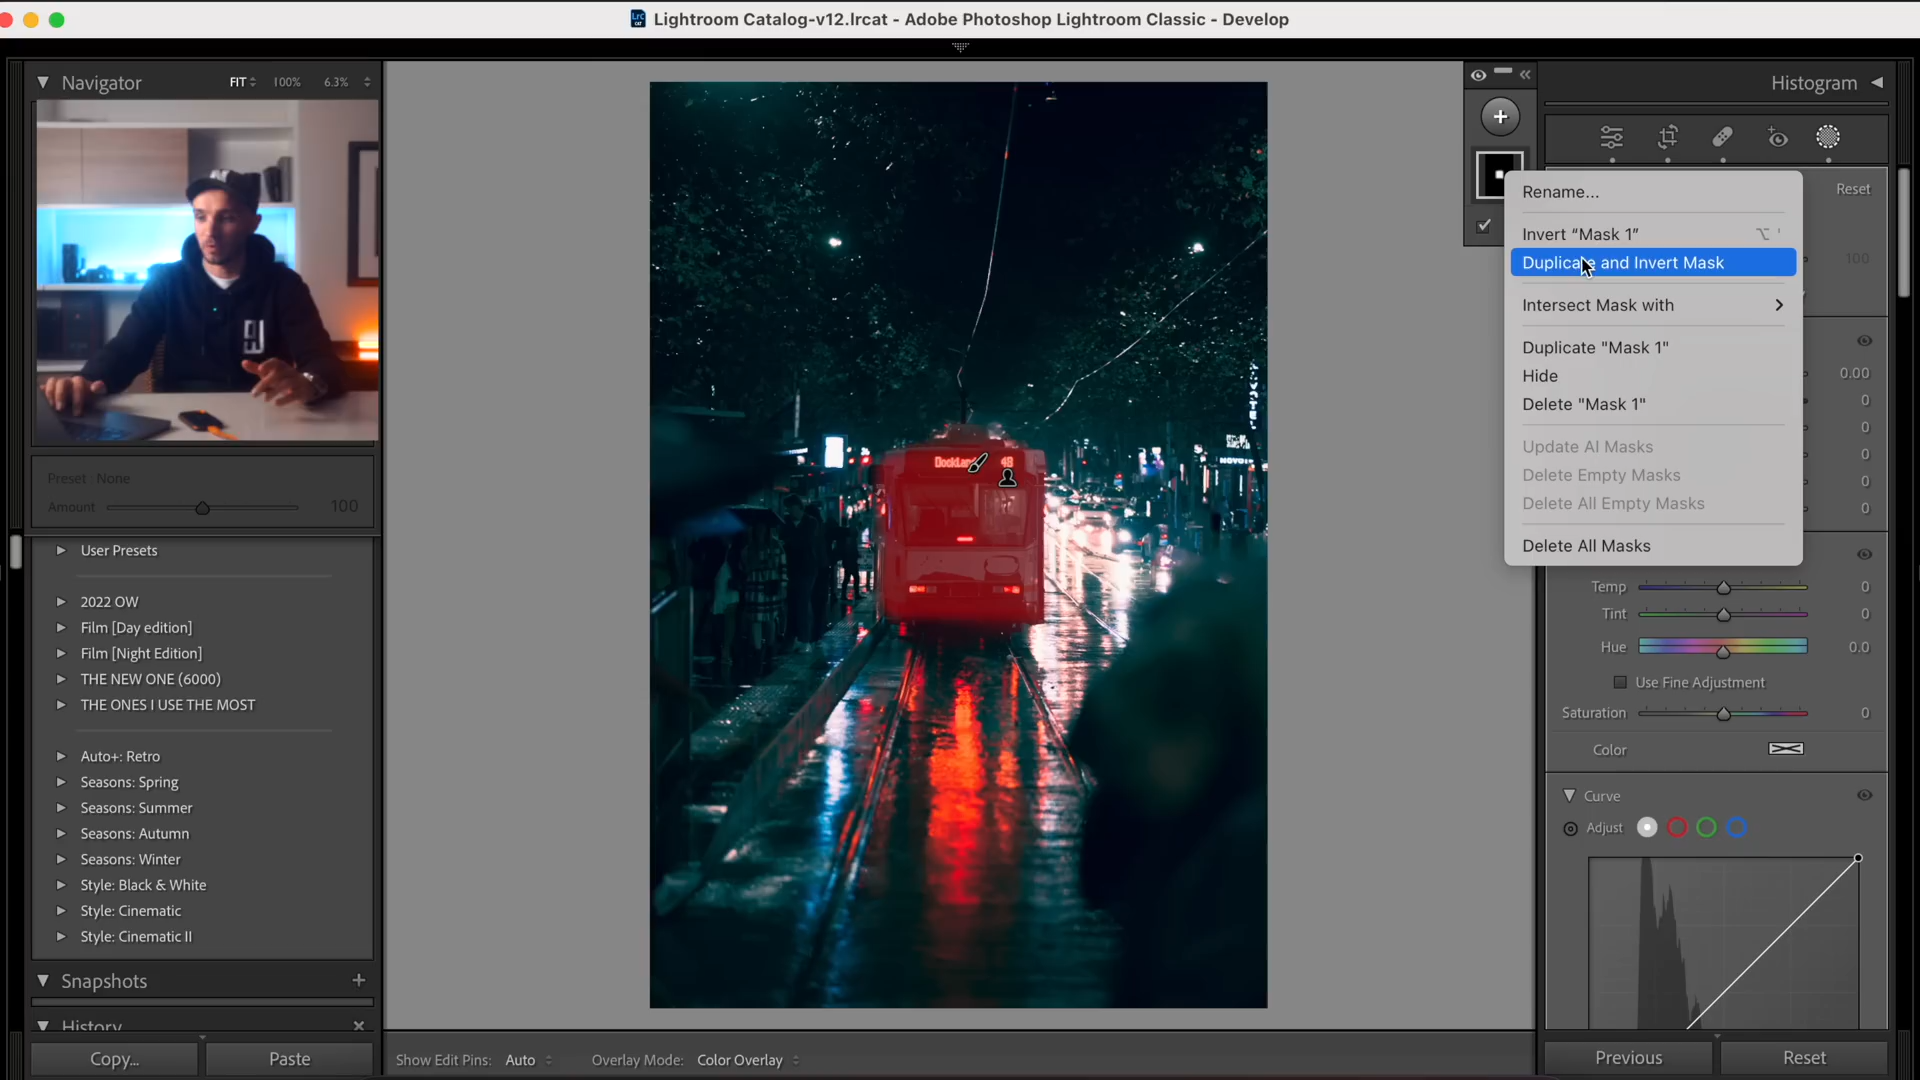 Lightroom Catalog-v12.lrcat - Adobe Photoshop Lightroom Classic - Develop
Navigator
FIT
100%
6.3%
Histogram
Reset
Rename...
Invert “Mask 1”
Duplicate and Invert Mask
100
Intersect Mask with
Duplicate "Mask 1"
Hide
0.00
Delete "Mask 1"
0
0
Update AI Masks
0
Delete Empty Masks
0
Delete All Empty Masks
0
Delete All Masks
48
Preset : None
Amount
100
User Presets
2022 OW
Film [Day edition]
Film [Night Edition]
THE NEW ONE (6000)
THE ONES I USE THE MOST
Auto+: Retro
Seasons: Spring
Seasons: Summer
Seasons: Autumn
Seasons: Winter
Style: Black & White
Style: Cinematic
Style: Cinematic II
Snapshots
History
Copy...
Paste
Show Edit Pins: Auto
Overlay Mode: Color Overlay
Temp 0
Tint 0
Hue 0.0
Use Fine Adjustment
Saturation 0
Color
Curve
Adjust
Previous
Reset